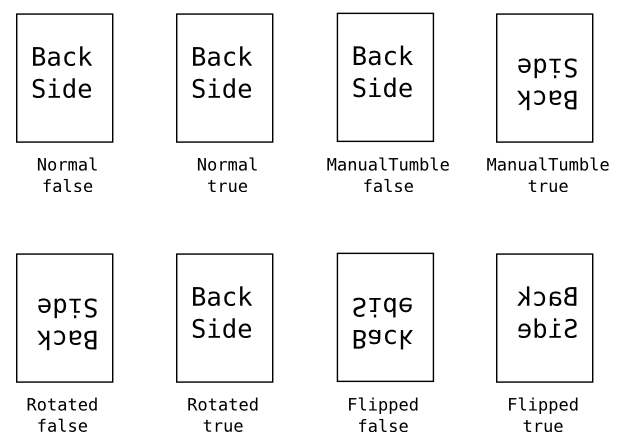 Back
Side
Normal
false
Back
Side
Normal
true
Back
Side
ManualTumble
false
Back
Side
ManualTumble
true
Back
Side
Rotated
false
Back
Side
Rotated
true
Back
Side
Flipped
false
Back
Side
Flipped
true